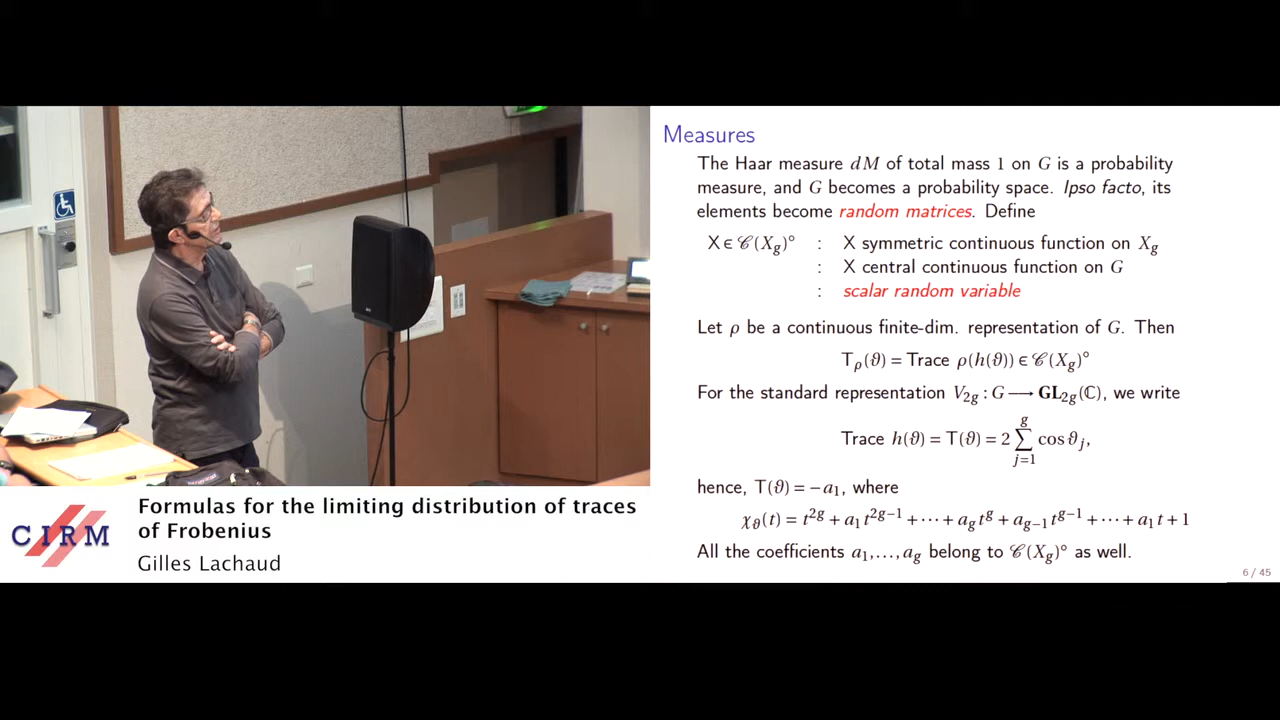 Measures
The Haar measure dM of total mass 1 on G is a probability
measure, and G becomes a probability space. Ipso facto, its
elements become random matrices. Define
X ∈ 𝒞(X_g)° : X symmetric continuous function on X_g
: X central continuous function on G
: scalar random variable
Let ρ be a continuous finite-dim. representation of G. Then
T_ρ(ϑ) = Trace ρ(h(ϑ)) ∈ 𝒞(X_g)°
For the standard representation V_{2g} : G ⟶ GL_{2g}(ℂ), we write
Trace h(ϑ) = T(ϑ) = 2 ∑_{j=1}^{g} cos ϑ_j,
hence, T(ϑ) = −a_1, where
χ_ϑ(t) = t^{2g} + a_1 t^{2g−1} + ⋯ + a_g t^g + a_{g−1} t^{g−1} + ⋯ + a_1 t + 1
All the coefficients a_1, …, a_g belong to 𝒞(X_g)° as well.
6 / 45
CIRM
Formulas for the limiting distribution of traces
of Frobenius
Gilles Lachaud